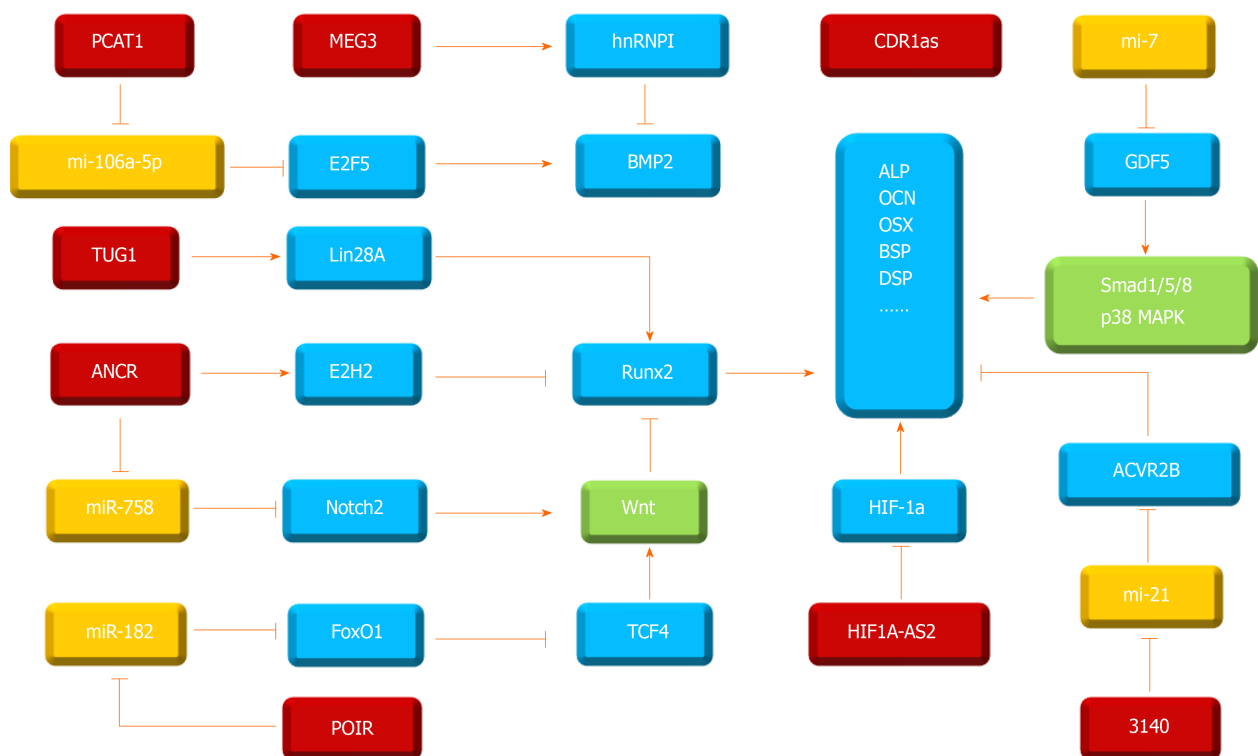 PCAT1
MEG3
hnRNPI
CDR1as
mi-7
mi-106a-5p
E2F5
BMP2
GDF5
ALP
OCN
OSX
BSP
DSP
......
TUG1
Lin28A
Smad1/5/8
p38 MAPK
ANCR
E2H2
Runx2
ACVR2B
miR-758
Notch2
Wnt
HIF-1a
mi-21
miR-182
FoxO1
TCF4
HIF1A-AS2
POIR
3140